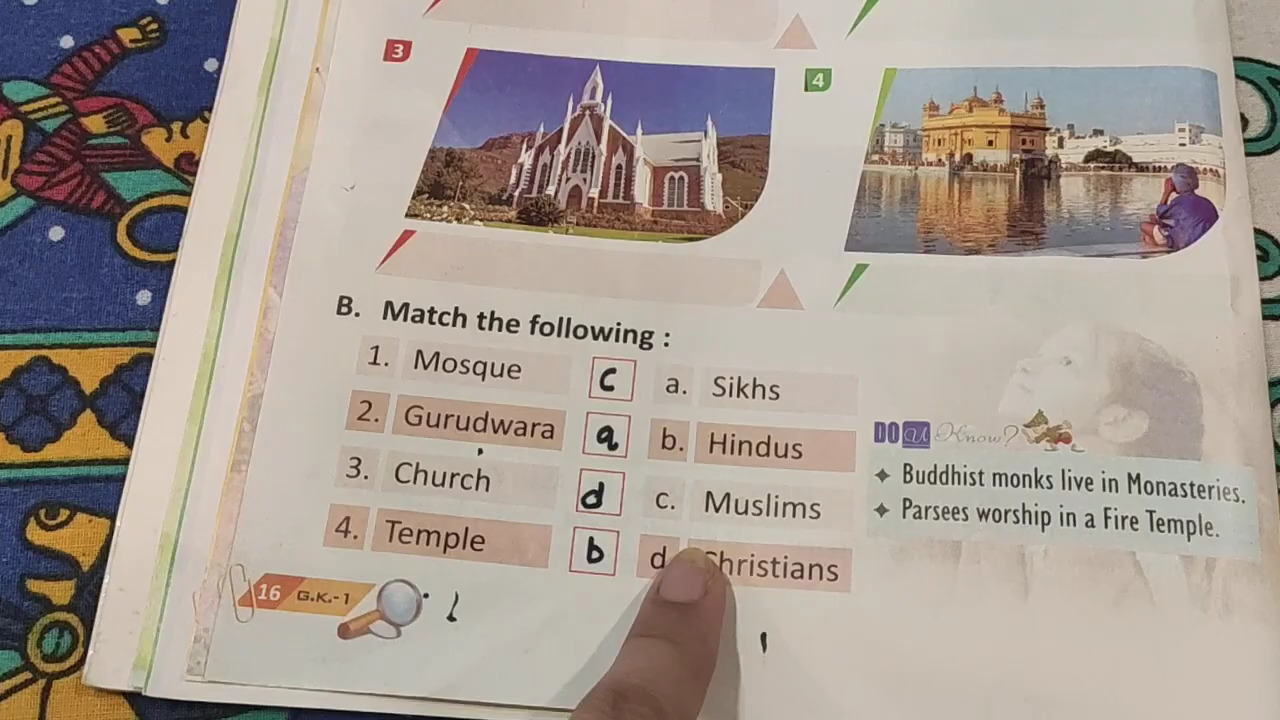 3
4
B. Match the following :
1. Mosque c a. Sikhs
2. Gurudwara a b. Hindus
3. Church d c. Muslims
4. Temple b d. Christians
DO U Know?
Buddhist monks live in Monasteries.
Parsees worship in a Fire Temple.
16 G.K.-1